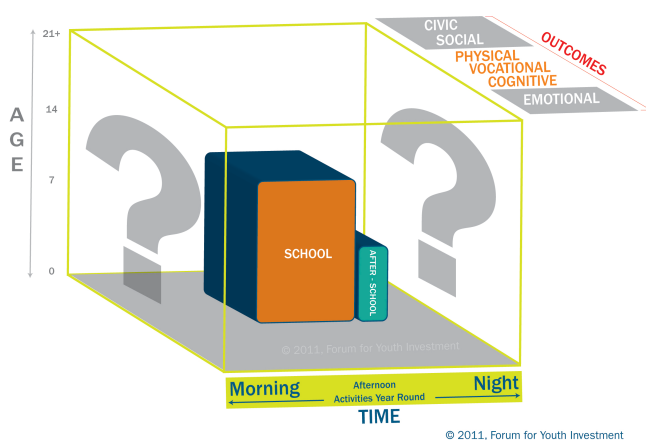 21+
14
7
0
AGE
CIVIC
SOCIAL
PHYSICAL
VOCATIONAL
COGNITIVE
EMOTIONAL
OUTCOMES
?
?
SCHOOL
AFTER - SCHOOL
© 2011, Forum for Youth Investment
Morning
Afternoon
Night
Activities Year Round
TIME
© 2011, Forum for Youth Investment